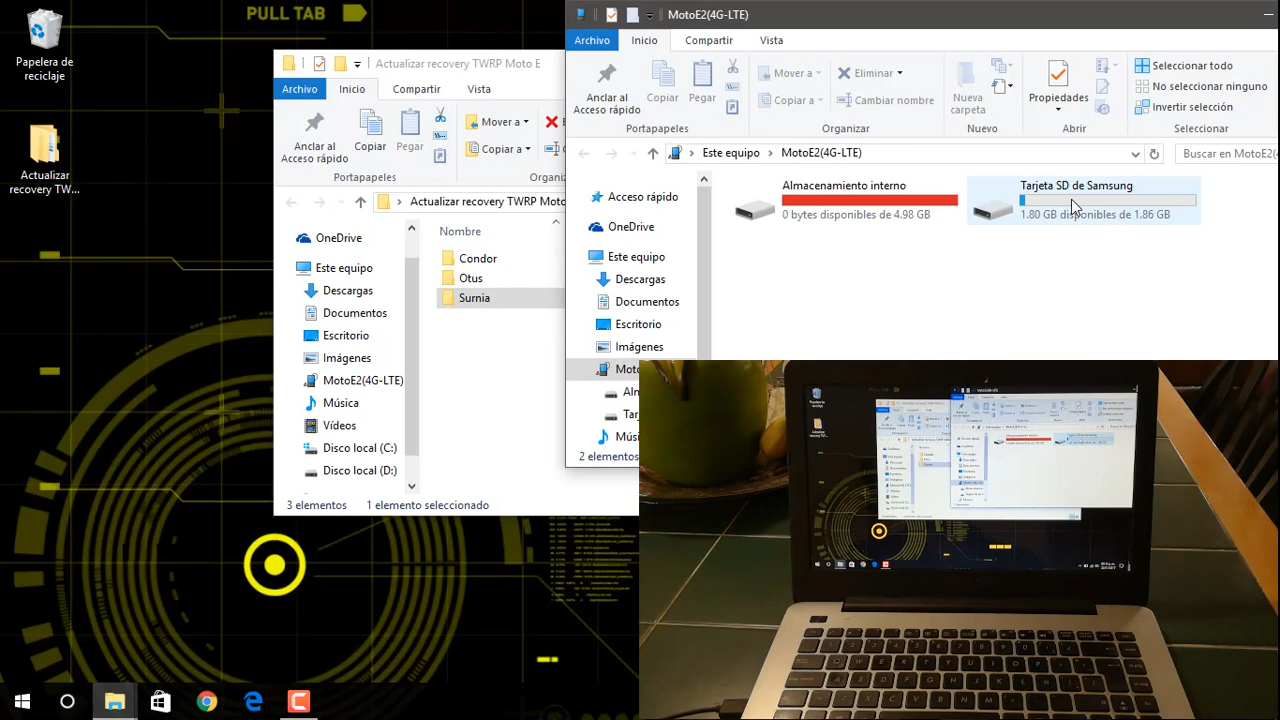 PULL TAB
Papelera de
reciclaje
Actualizar
recovery TW...
Actualizar recovery TWRP Moto E
Archivo
Inicio
Compartir
Vista
Anclar al
Acceso rápido
Copiar
Pegar
Mover a
Copiar a
Portapapeles
Organiz
Actualizar recovery TWRP Moto
OneDrive
Este equipo
Descargas
Documentos
Escritorio
Imágenes
MotoE2(4G-LTE)
Música
Vídeos
Disco local (C:)
Disco local (D:)
Nombre
Condor
Otus
Surnia
3 elementos
1 elemento seleccionado
MotoE2(4G-LTE)
Archivo
Inicio
Compartir
Vista
Anclar al
Acceso rápido
Copiar
Pegar
Mover a
Copiar a
Eliminar
Cambiar nombre
Nueva
carpeta
Propiedades
Seleccionar todo
No seleccionar ninguno
Invertir selección
Portapapeles
Organizar
Nuevo
Abrir
Seleccionar
Este equipo
MotoE2(4G-LTE)
Buscar en MotoE2(4
Acceso rápido
OneDrive
Este equipo
Descargas
Documentos
Escritorio
Imágenes
Moto
Alm
Tarj
Músi
2 elementos
Almacenamiento interno
0 bytes disponibles de 4.98 GB
Tarjeta SD de Samsung
1.80 GB disponibles de 1.86 GB